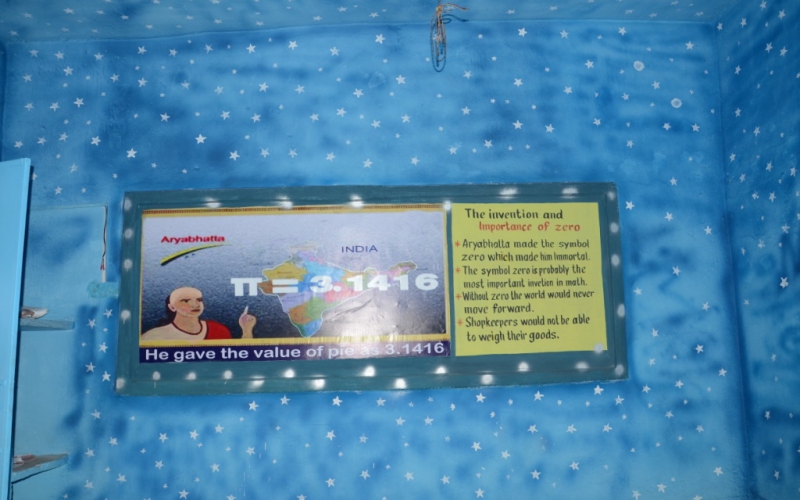 Aryabhatta
INDIA
π = 3.1416
He gave the value of pie as 3.1416
The invention and
Importance of zero
Aryabhatta made the symbol
zero which made him Immortal.
The symbol zero is probably the
most important invetin in math.
Without zero the world would never
move forward.
Shopkerpers would not be able
to weigh their goods.